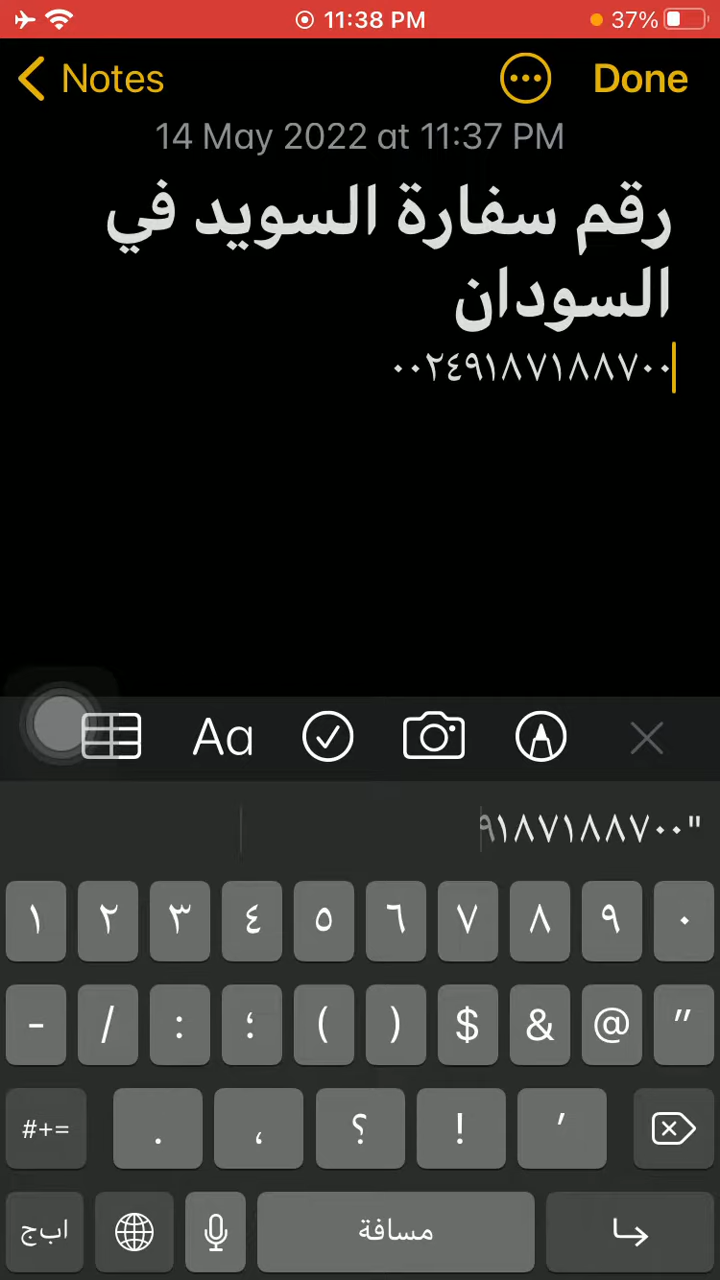 11:38 PM
37%
Notes
Done
14 May 2022 at 11:37 PM
رقم سفارة السويد في
السودان
٠٠٢٤٩١٨٧١٨٨٧٠٠
Aa
٩١٨٧١٨٨٧٠٠"
١ ٢ ٣ ٤ ٥ ٦ ٧ ٨ ٩ ٠
- / : ؛ ( ) $ & @ "
#+= . ، ؟ ! '
اب‌ج مسافة